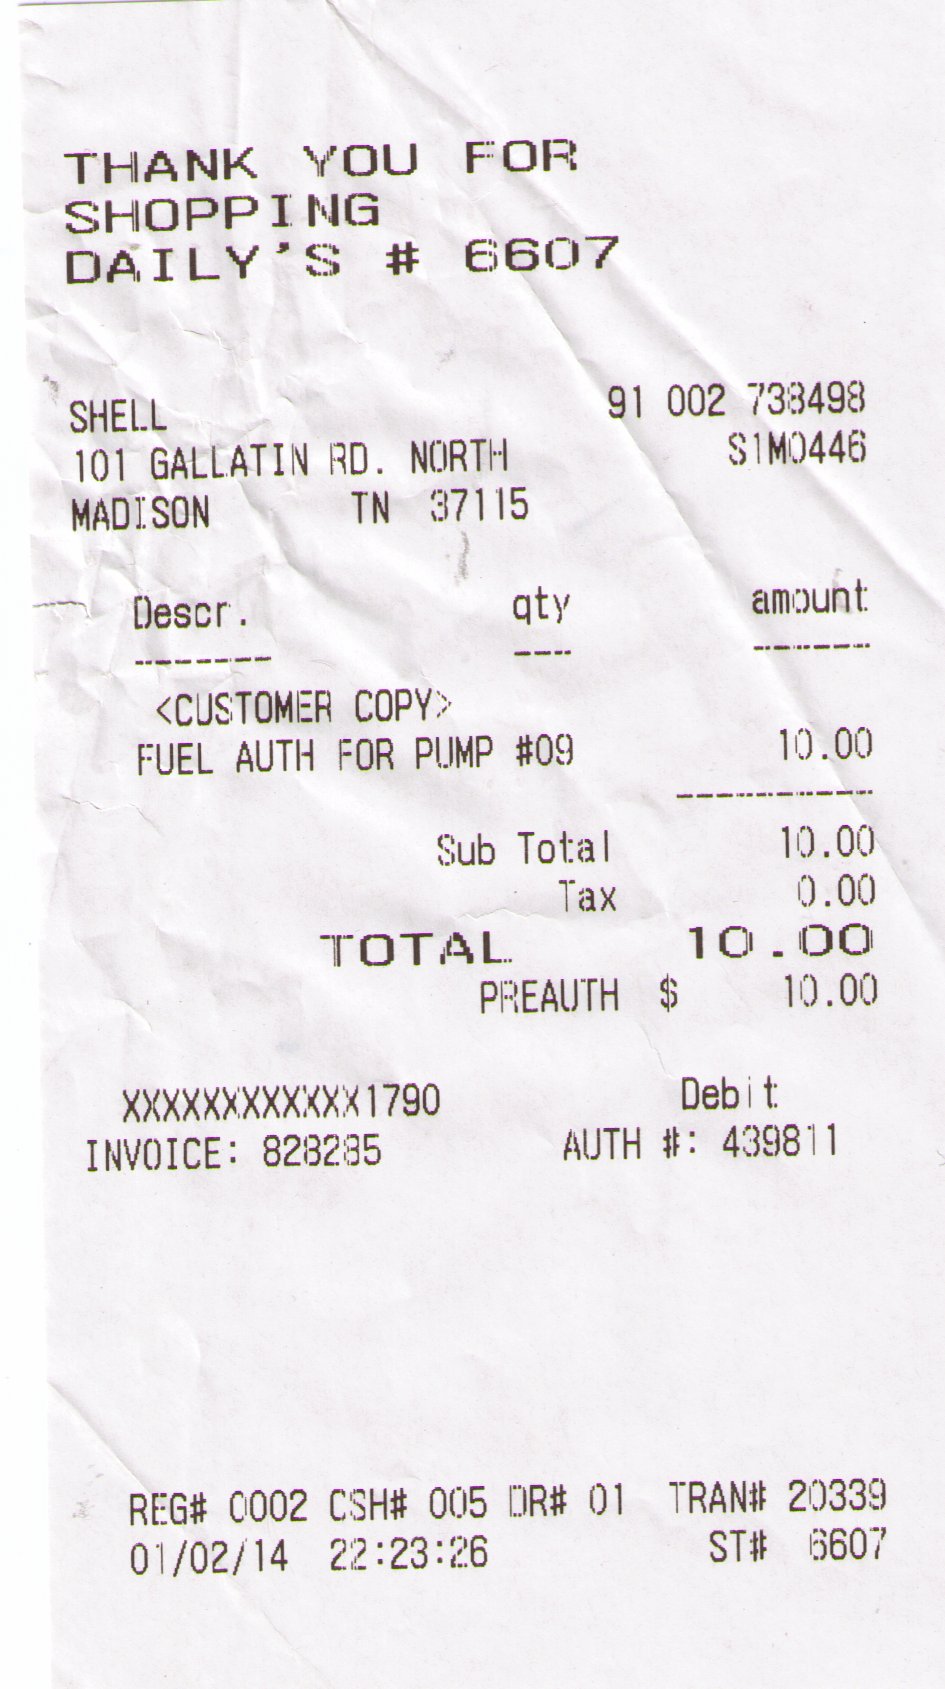 THANK YOU FOR
SHOPPING
DAILY'S # 6607
SHELL 91 002 738498
101 GALLATIN RD. NORTH S1M0446
MADISON TN 37115
Descr. qty amount
-------- ---- -------
<CUSTOMER COPY>
FUEL AUTH FOR PUMP #09 10.00
------------
Sub Total 10.00
Tax 0.00
TOTAL 10.00
PREAUTH $ 10.00
XXXXXXXXXXXX1790 Debit
INVOICE: 828285 AUTH #: 439811
REG# 0002 CSH# 005 DR# 01 TRAN# 20339
01/02/14 22:23:26 ST# 6607